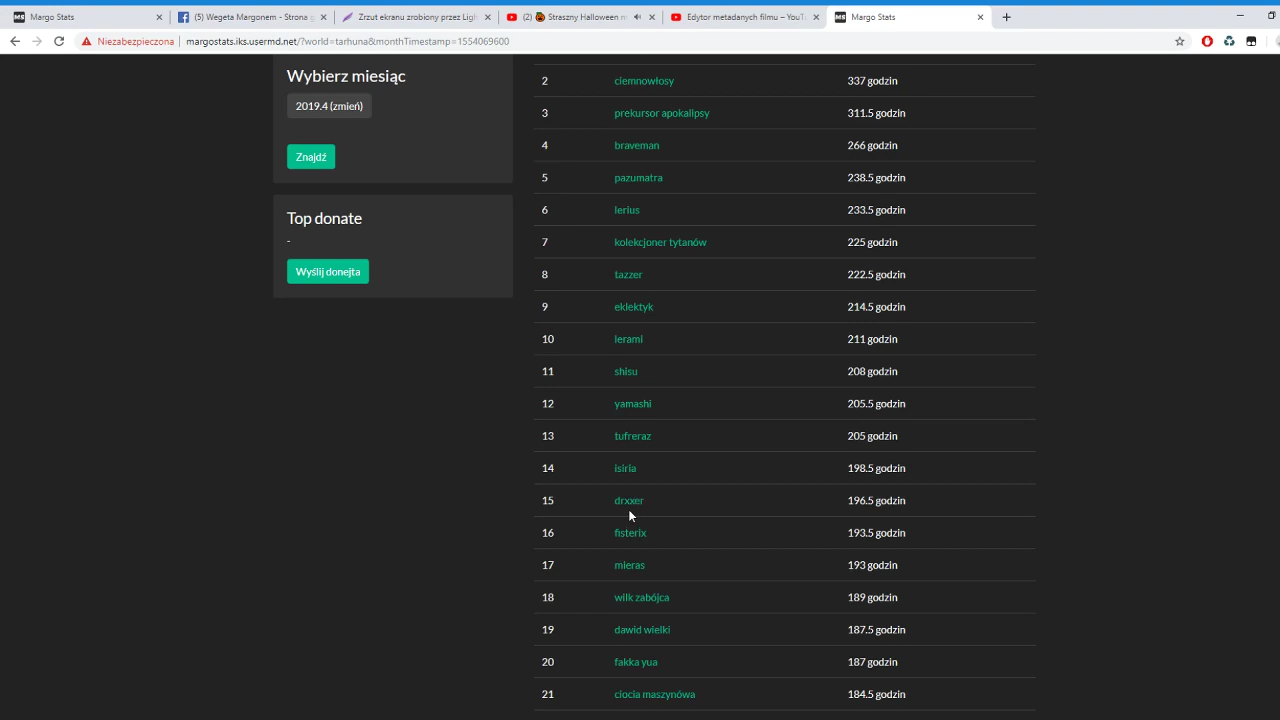 Margo Stats
(5) Wegeta Margonem - Strona g
Zrzut ekranu zrobiony przez Ligh
(2) Straszny Halloween n
Edytor metadanych filmu – YouTu
Margo Stats
Niezabezpieczona
margostats.iks.usermd.net/?world=tarhuna&monthTimestamp=1554069600
Wybierz miesiąc
2019.4 (zmień)
Znajdź
Top donate
-
Wyślij donejta
2 ciemnowłosy 337 godzin
3 prekursor apokalipsy 311.5 godzin
4 braveman 266 godzin
5 pazumatra 238.5 godzin
6 lerius 233.5 godzin
7 kolekcjoner tytanów 225 godzin
8 tazzer 222.5 godzin
9 eklektyk 214.5 godzin
10 lerami 211 godzin
11 shisu 208 godzin
12 yamashi 205.5 godzin
13 tufreraz 205 godzin
14 isiria 198.5 godzin
15 drxxer 196.5 godzin
16 fisterix 193.5 godzin
17 mieras 193 godzin
18 wilk zabójca 189 godzin
19 dawid wielki 187.5 godzin
20 fakka yua 187 godzin
21 ciocia maszynówa 184.5 godzin